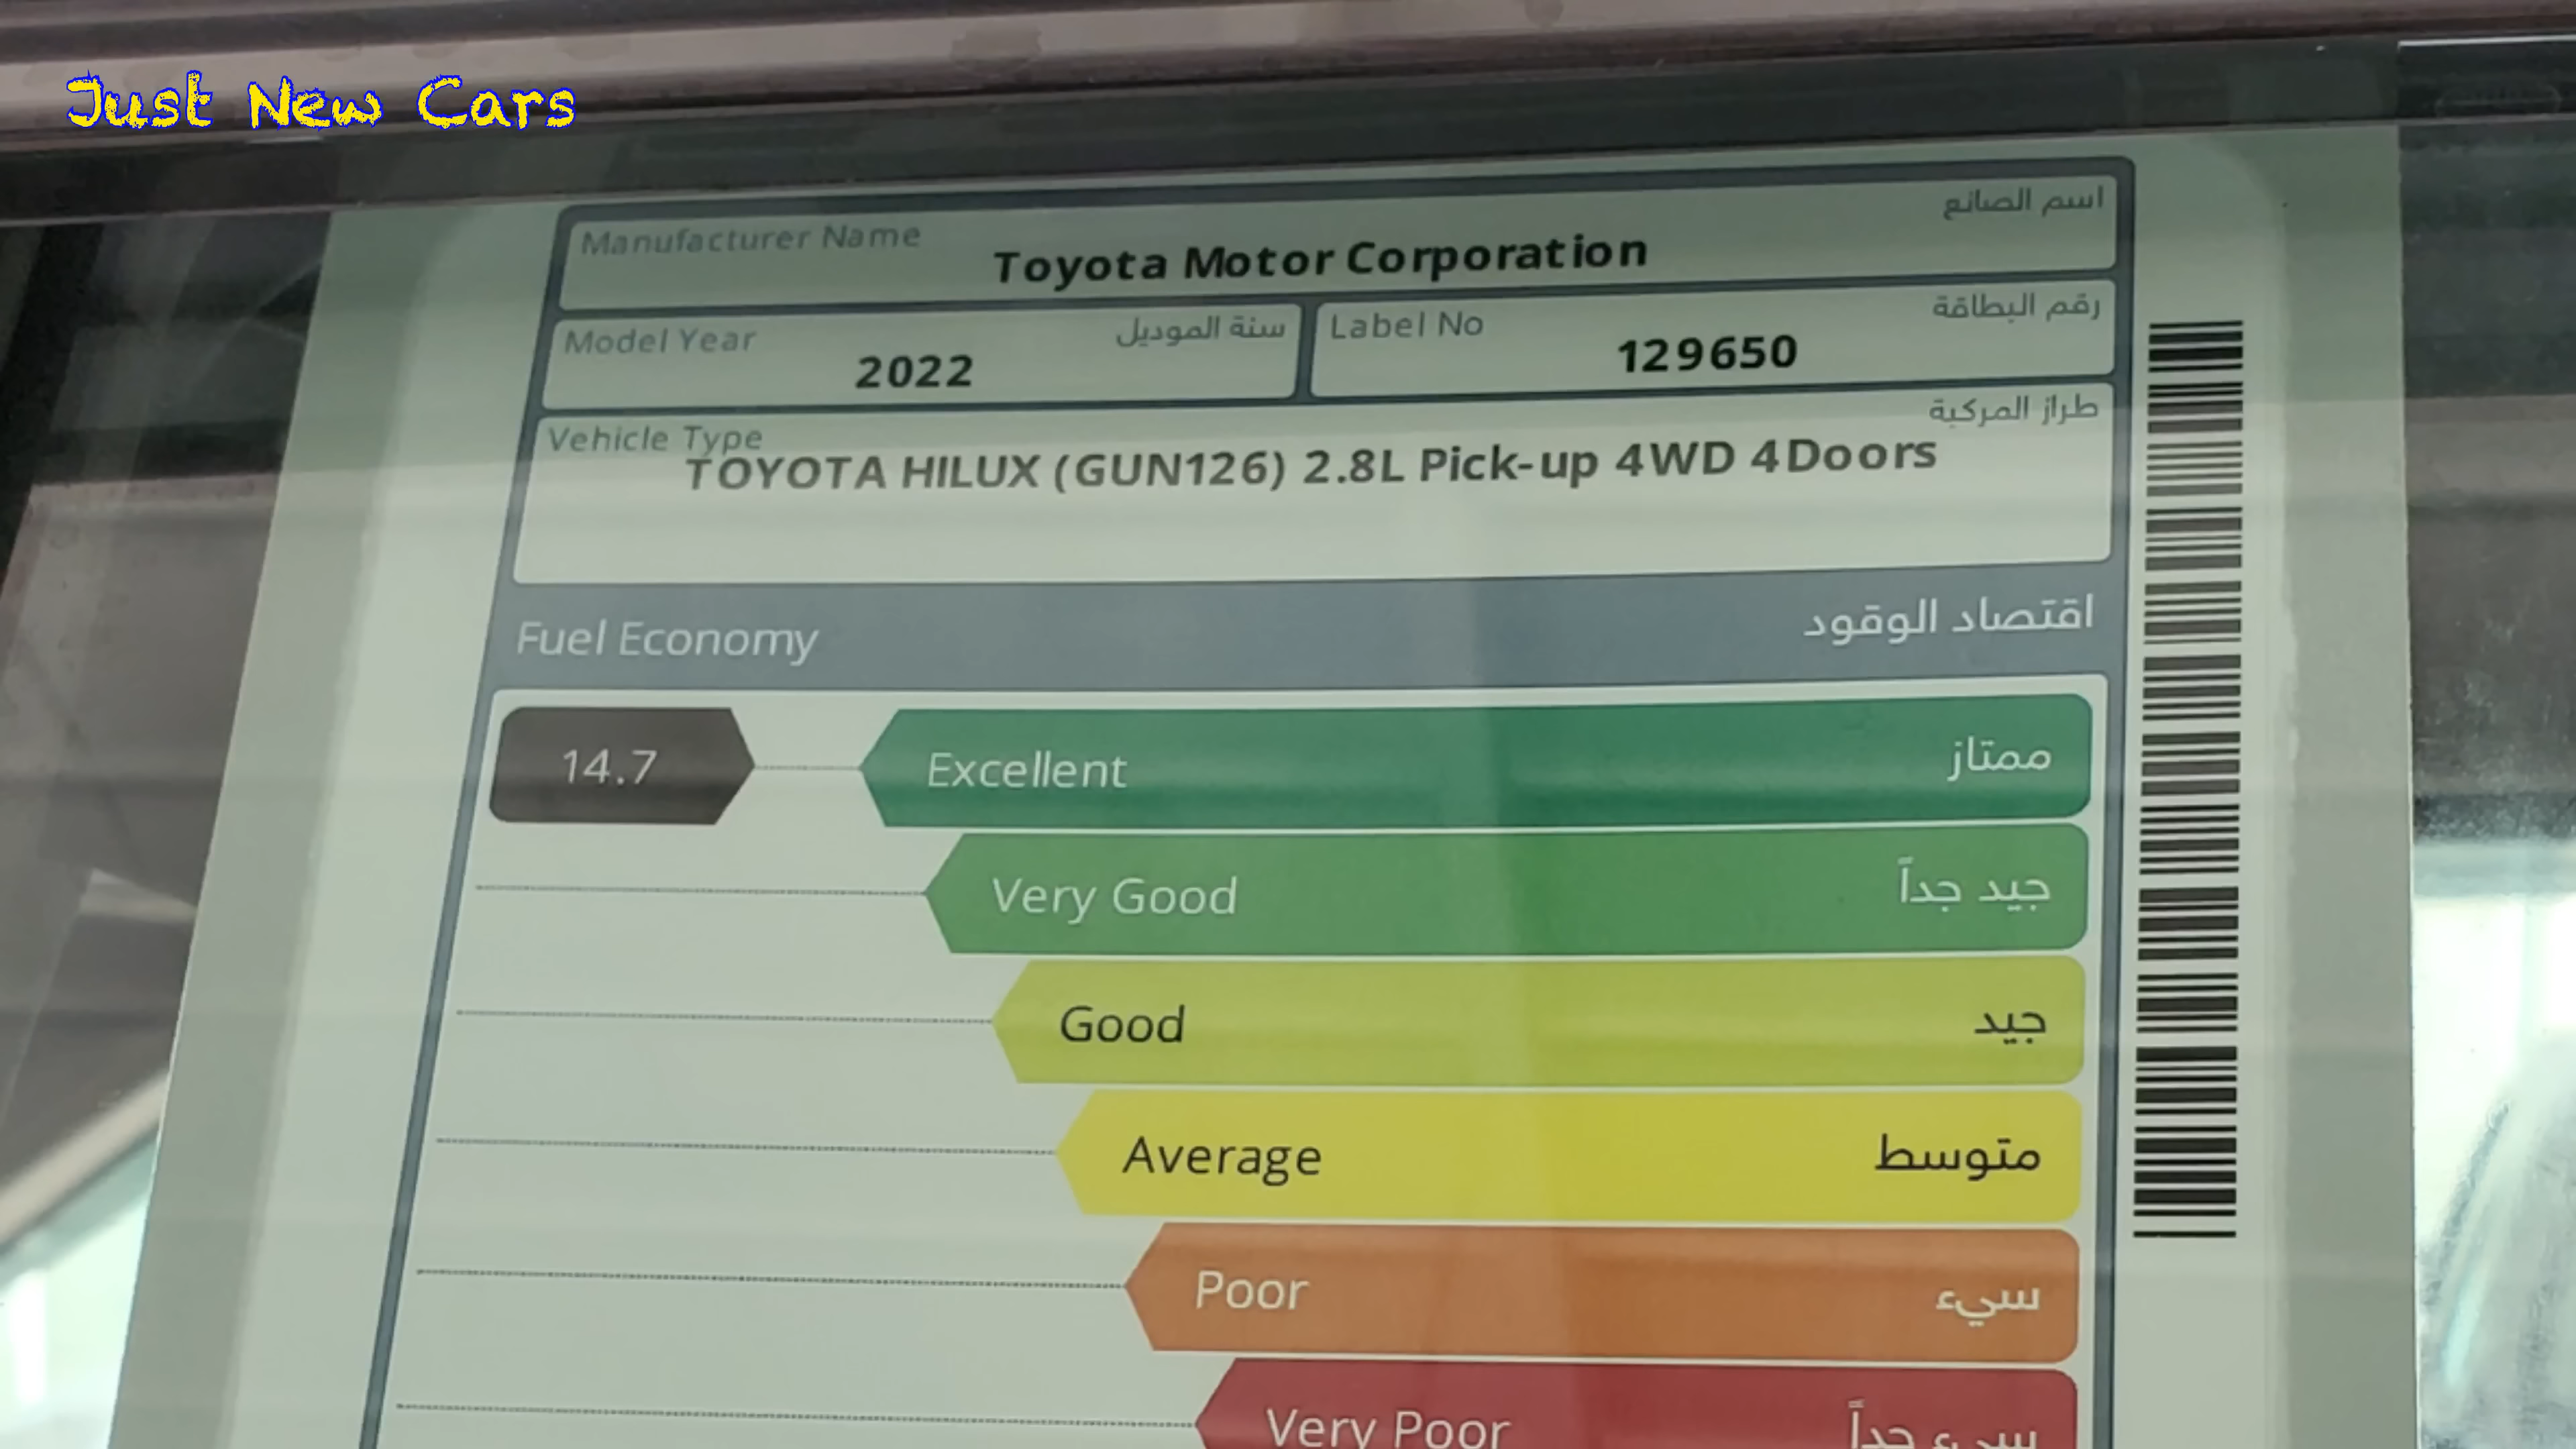 Just New Cars
Manufacturer Name اسم الصانع
Toyota Motor Corporation
Model Year سنة الموديل
2022
Label No رقم البطاقة
129650
Vehicle Type طراز المركبة
TOYOTA HILUX (GUN126) 2.8L Pick-up 4WD 4Doors
Fuel Economy اقتصاد الوقود
14.7 Excellent ممتاز
Very Good جيد جداً
Good جيد
Average متوسط
Poor سيء
Very Poor سيء جداً